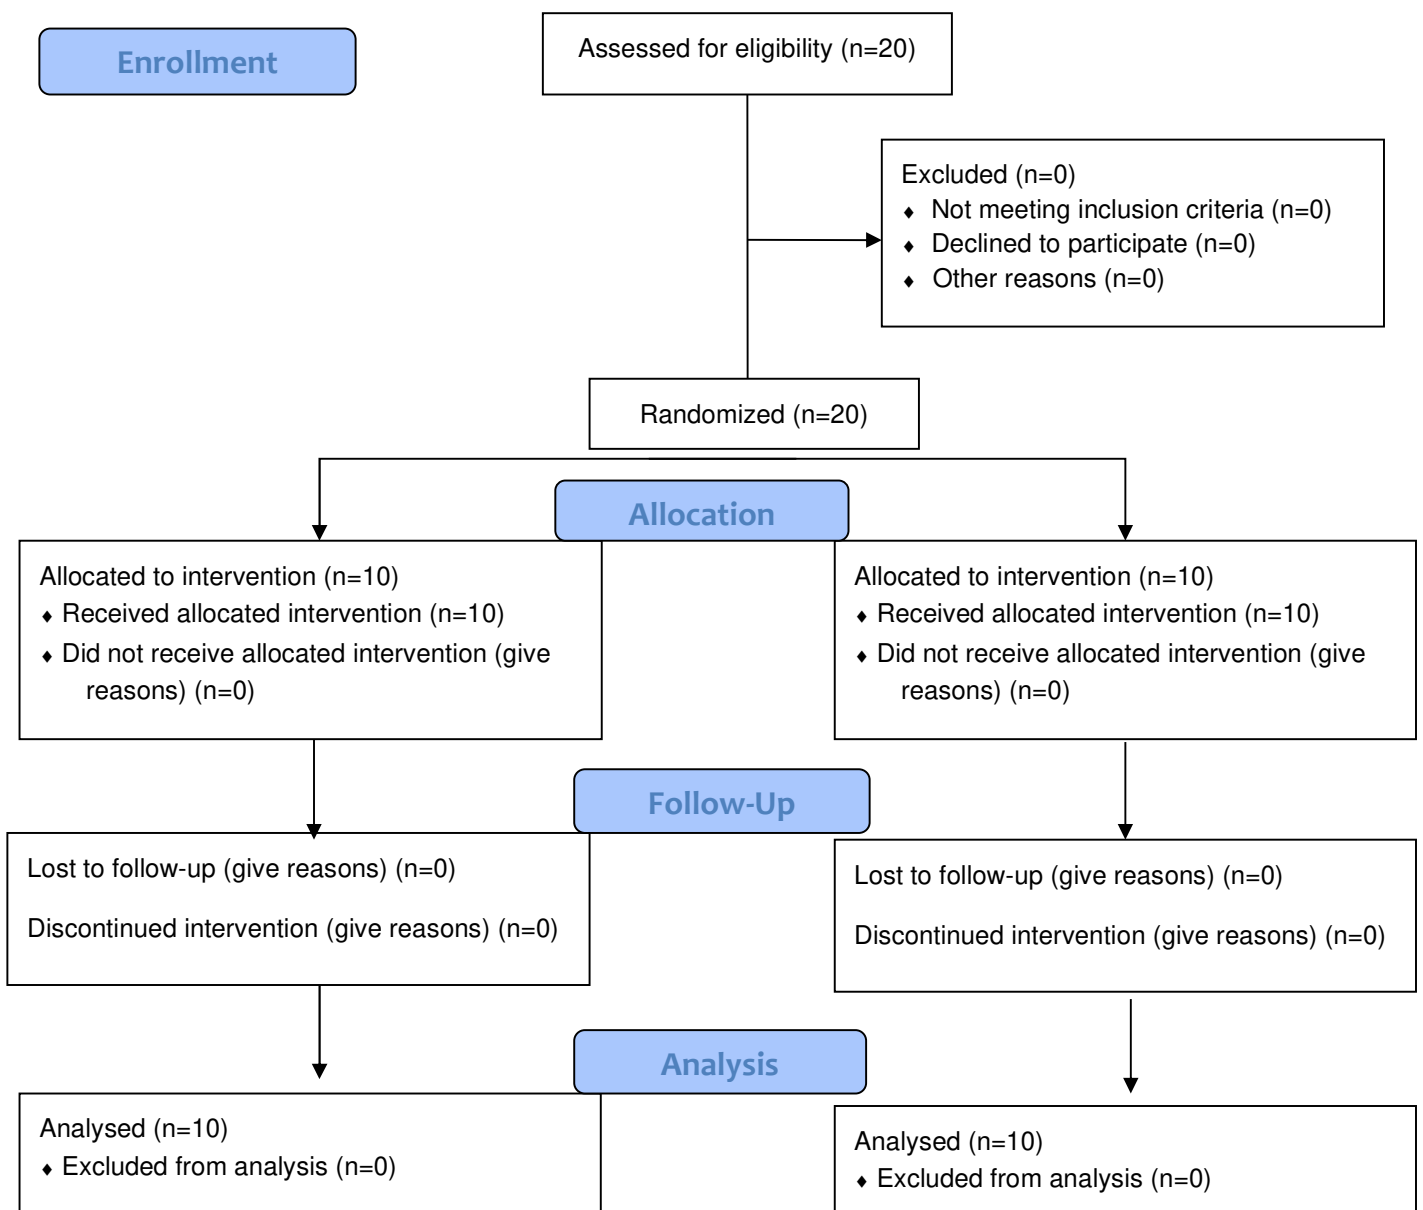 Enrollment
Assessed for eligibility (n=20)
Excluded (n=0)
♦ Not meeting inclusion criteria (n=0)
♦ Declined to participate (n=0)
♦ Other reasons (n=0)
Randomized (n=20)
Allocation
Allocated to intervention (n=10)
♦ Received allocated intervention (n=10)
♦ Did not receive allocated intervention (give
reasons) (n=0)
Allocated to intervention (n=10)
♦ Received allocated intervention (n=10)
♦ Did not receive allocated intervention (give
reasons) (n=0)
Follow-Up
Lost to follow-up (give reasons) (n=0)
Discontinued intervention (give reasons) (n=0)
Lost to follow-up (give reasons) (n=0)
Discontinued intervention (give reasons) (n=0)
Analysis
Analysed (n=10)
♦ Excluded from analysis (n=0)
Analysed (n=10)
♦ Excluded from analysis (n=0)